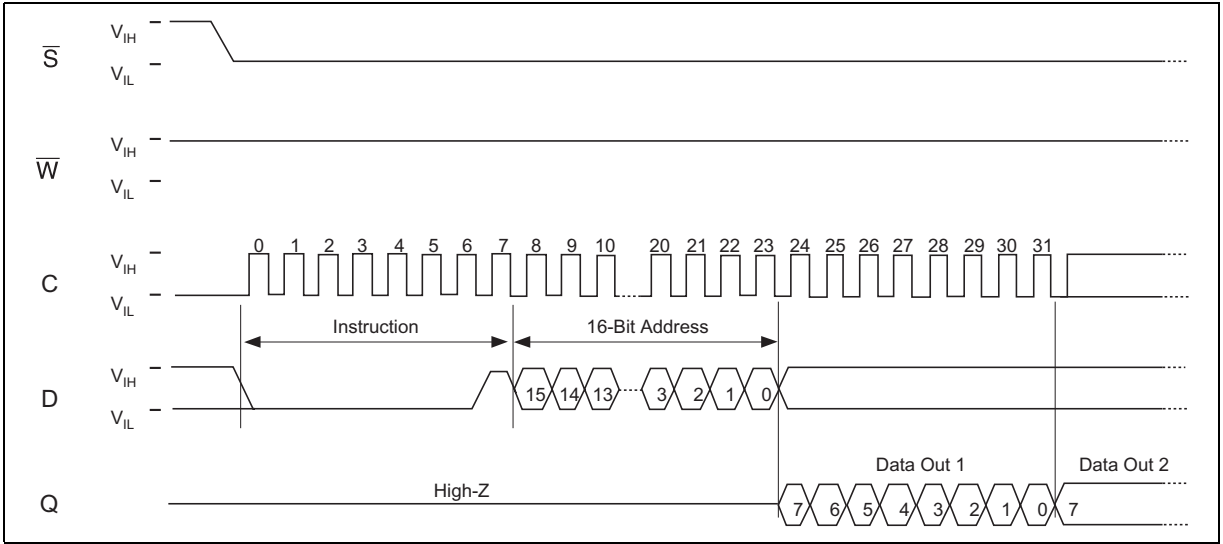 S̅
V_IH
V_IL
W̅
V_IH
V_IL
0 1 2 3 4 5 6 7 8 9 10 20 21 22 23 24 25 26 27 28 29 30 31
C
V_IH
V_IL
Instruction 16-Bit Address
D
V_IH
V_IL
15 14 13 3 2 1 0
Data Out 1 Data Out 2
Q
High-Z
7 6 5 4 3 2 1 0 7